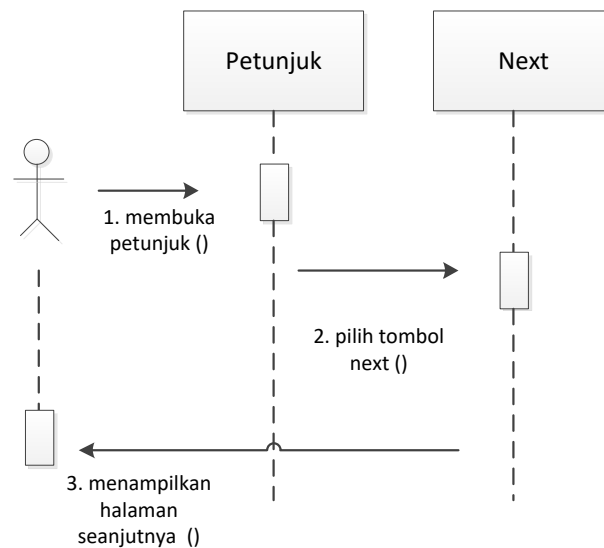 Petunjuk
Next
1. membuka
petunjuk ()
2. pilih tombol
next ()
3. menampilkan
halaman
seanjutnya ()